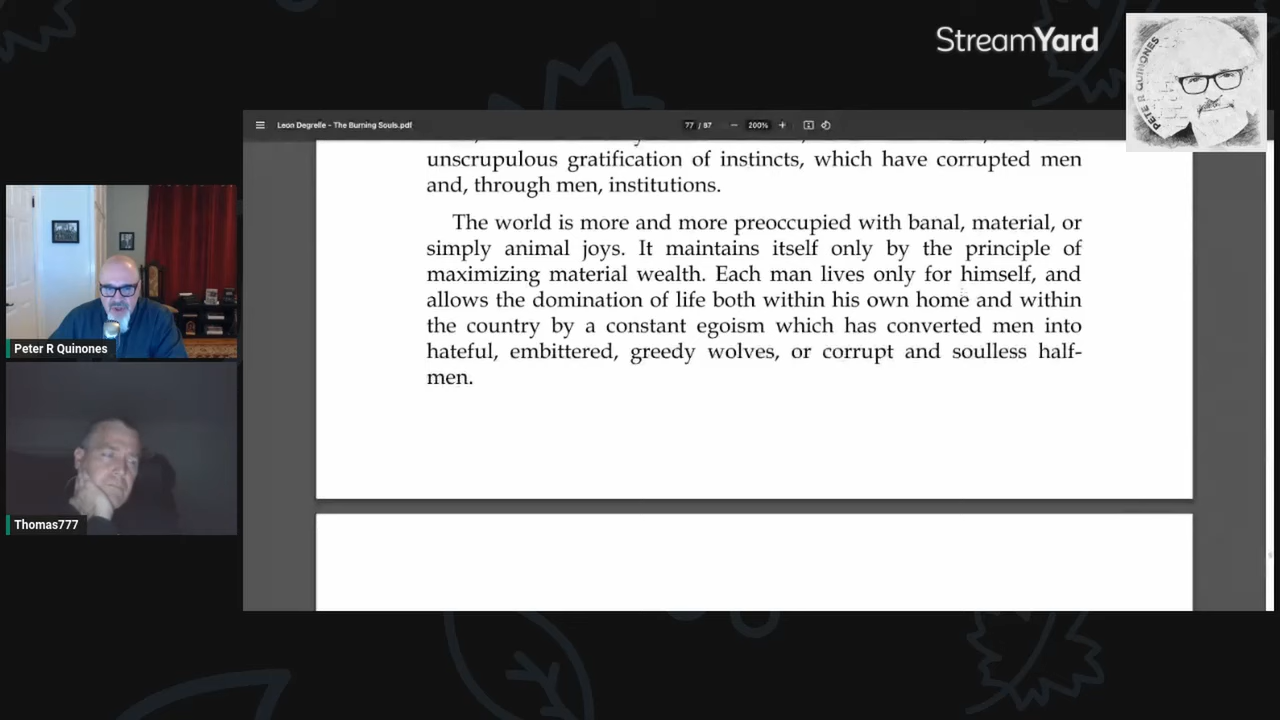 StreamYard
PETER R QUINONES
Leon Degrelle - The Burning Souls.pdf
77 / 87
200%
unscrupulous gratification of instincts, which have corrupted men
and, through men, institutions.
The world is more and more preoccupied with banal, material, or
simply animal joys. It maintains itself only by the principle of
maximizing material wealth. Each man lives only for himself, and
allows the domination of life both within his own home and within
the country by a constant egoism which has converted men into
hateful, embittered, greedy wolves, or corrupt and soulless half-
men.
Peter R Quinones
Thomas777